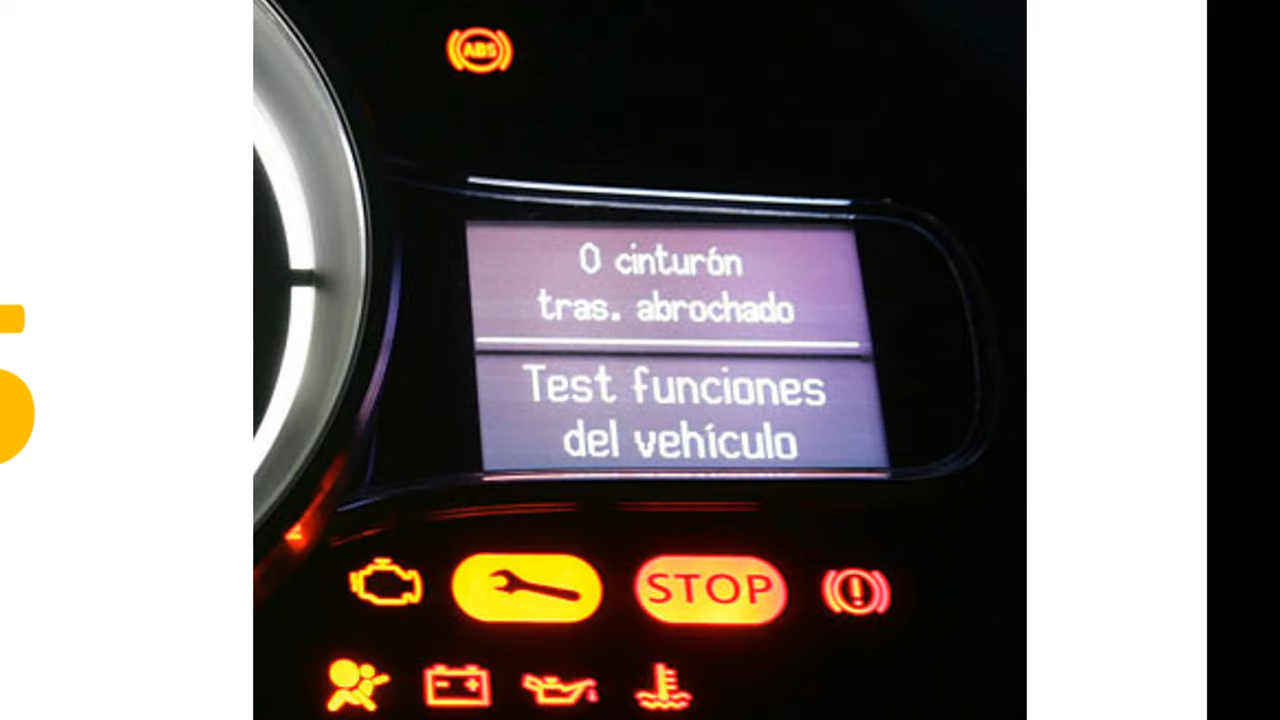 ABS
0 cinturón
tras. abrochado
Test funciones
del vehículo
STOP